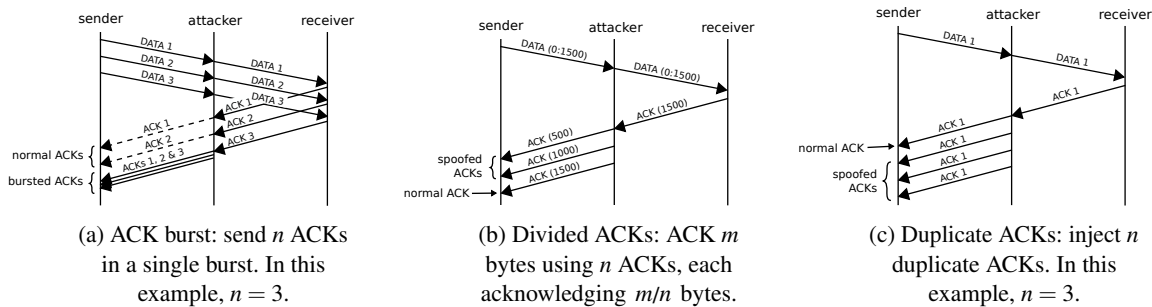 sender attacker receiver
DATA 1
DATA 2
DATA 3
DATA 1
DATA 2
DATA 3
ACK 1
ACK 2
ACK 3
ACK 1
ACK 2
ACKs 1, 2 & 3
normal ACKs
bursted ACKs
(a) ACK burst: send n ACKs
in a single burst. In this
example, n = 3.
sender attacker receiver
DATA (0:1500)
DATA (0:1500)
ACK (1500)
ACK (500)
ACK (1000)
ACK (1500)
spoofed
ACKs
normal ACK
(b) Divided ACKs: ACK m
bytes using n ACKs, each
acknowledging m/n bytes.
sender attacker receiver
DATA 1
DATA 1
ACK 1
ACK 1
ACK 1
ACK 1
ACK 1
normal ACK
spoofed
ACKs
(c) Duplicate ACKs: inject n
duplicate ACKs. In this
example, n = 3.